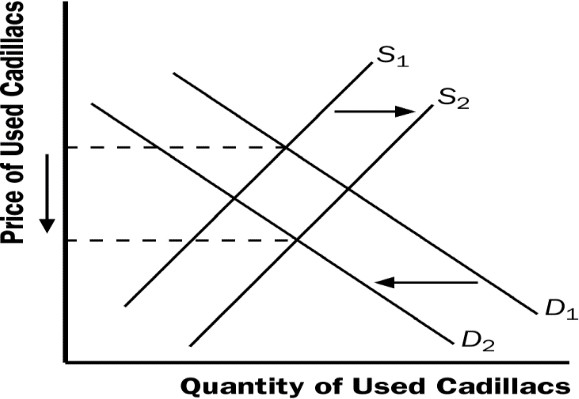 Price of Used Cadillacs
S1
S2
D1
D2
Quantity of Used Cadillacs